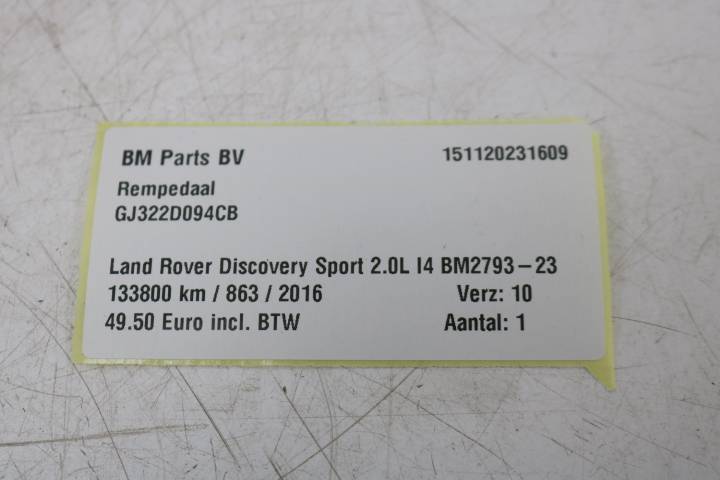 BM Parts BV 151120231609
Rempedaal
GJ322D094CB
Land Rover Discovery Sport 2.0L I4 BM2793-23
133800 km / 863 / 2016 Verz: 10
49.50 Euro incl. BTW Aantal: 1